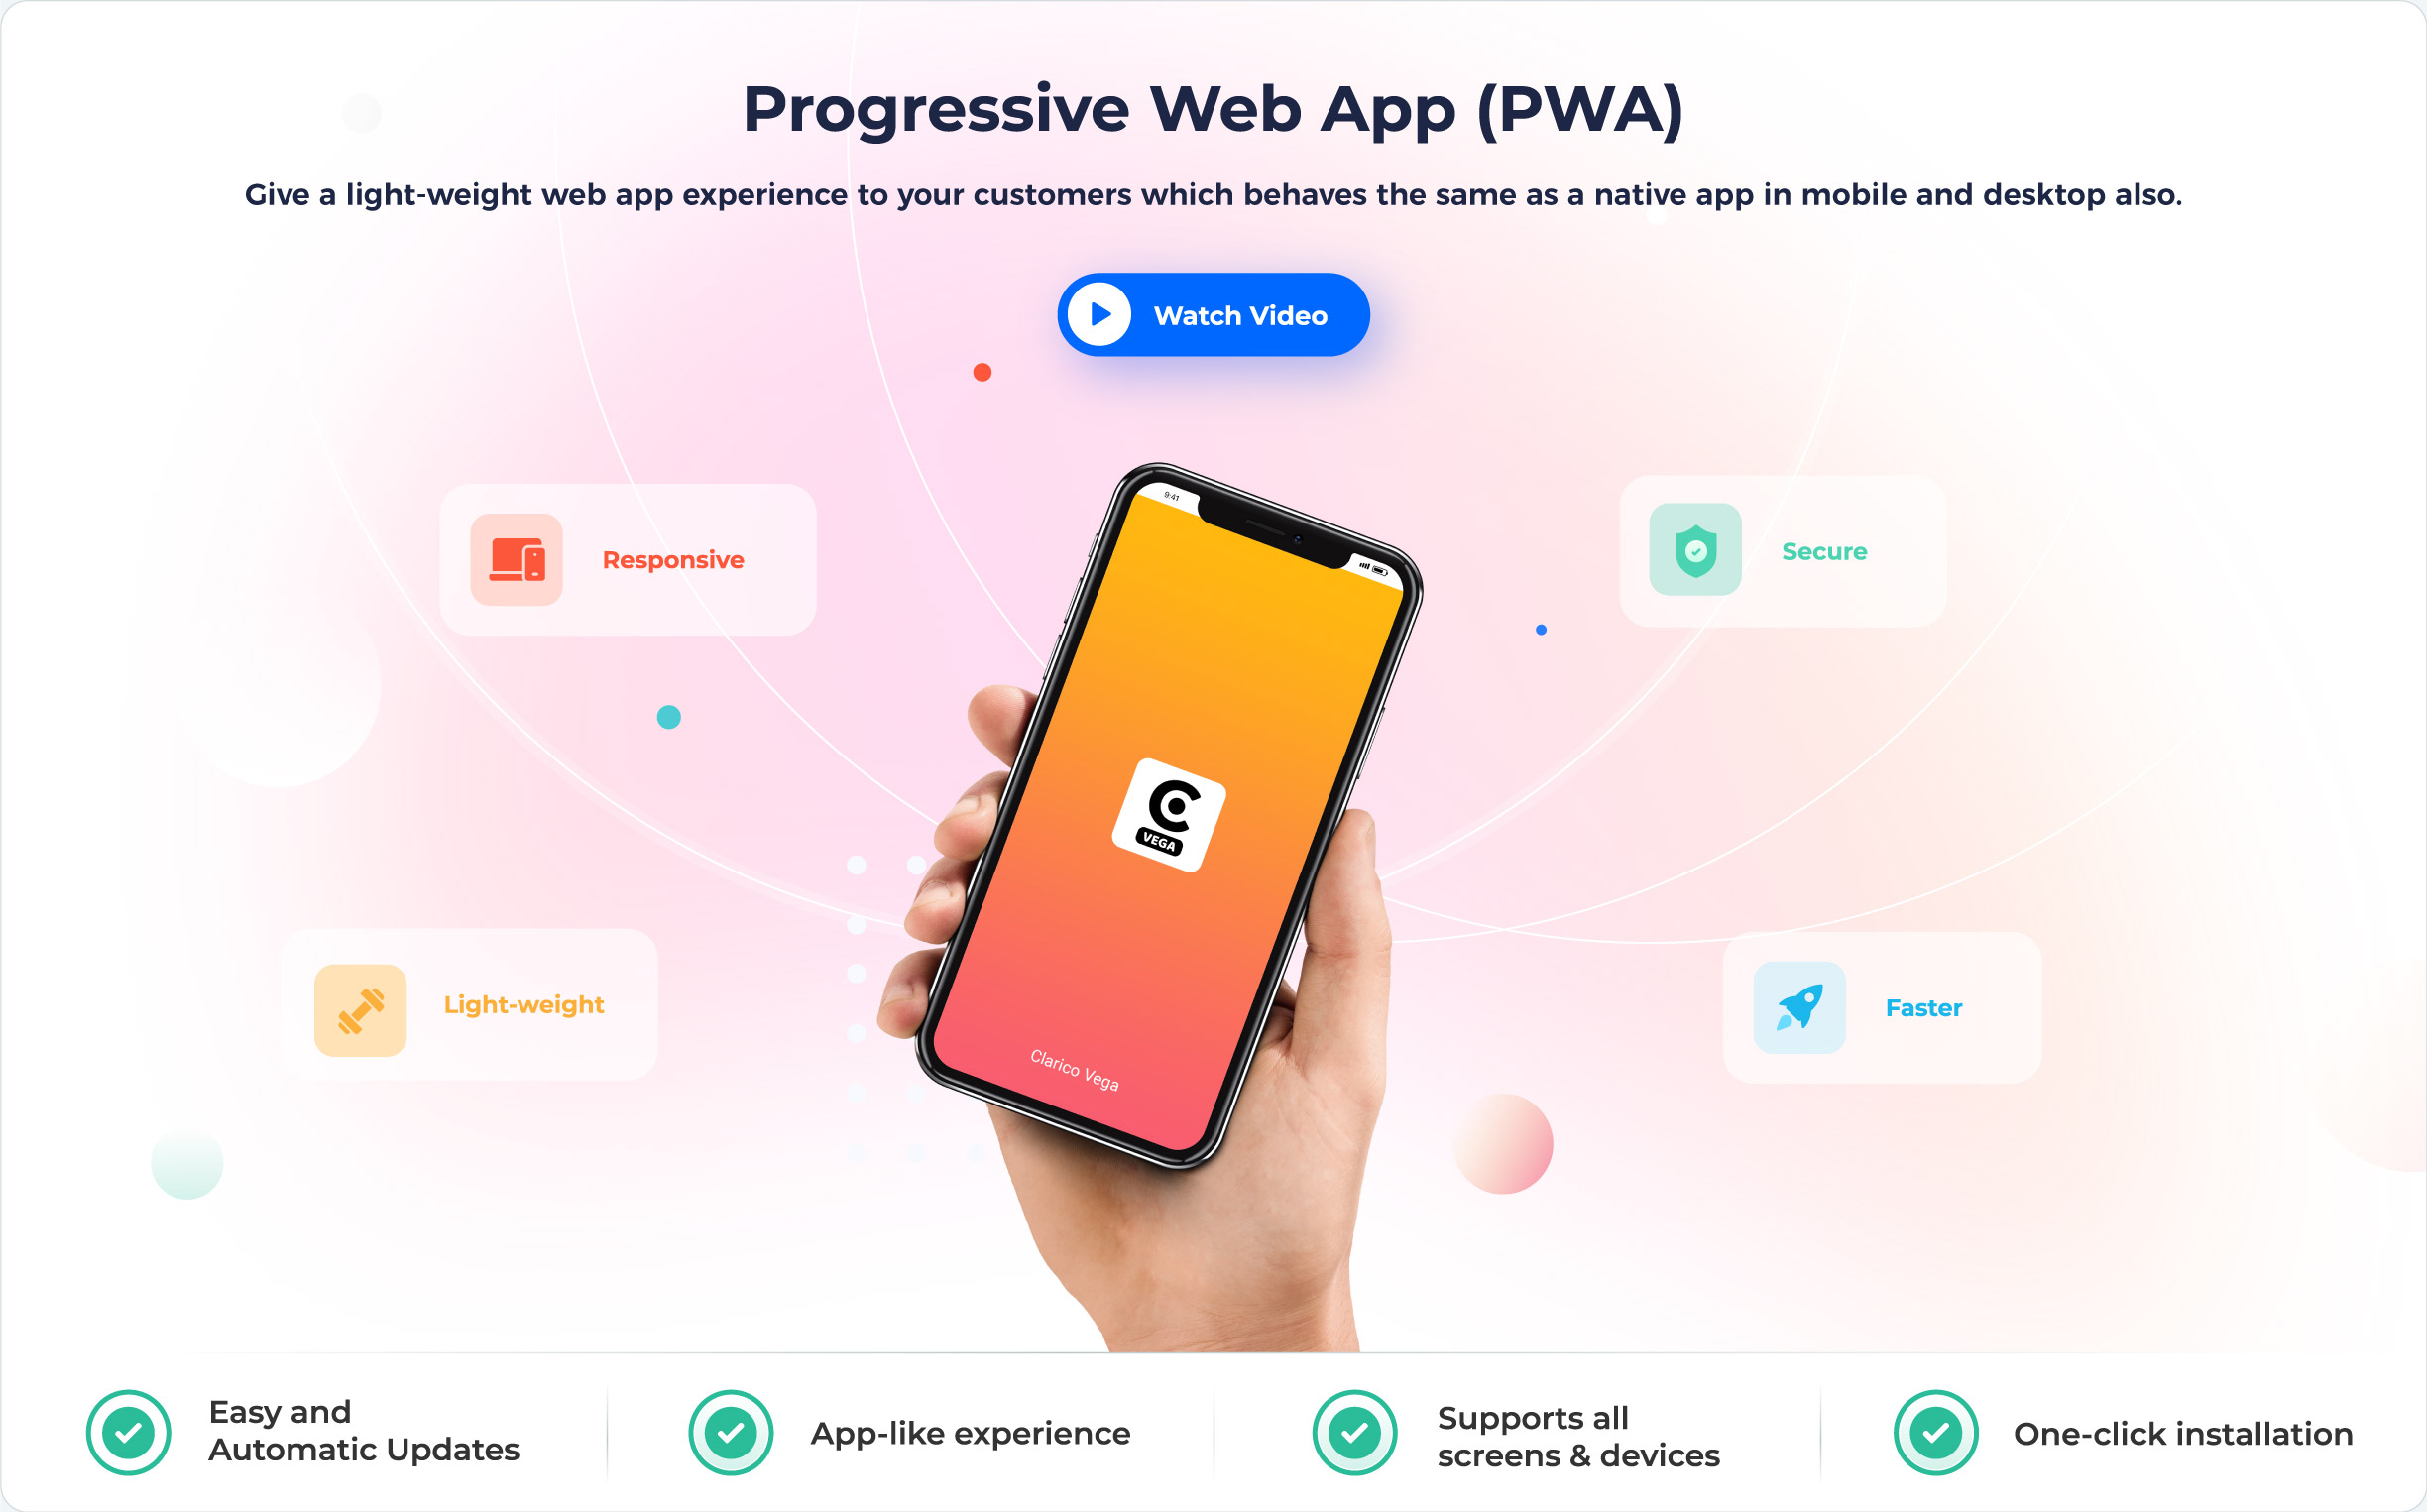 Progressive Web App (PWA)
Give a light-weight web app experience to your customers which behaves the same as a native app in mobile and desktop also.
Watch Video
Responsive
Secure
9:41
VEGA
Light-weight
Faster
Clarico Vega
Easy and
Automatic Updates
App-like experience
Supports all
screens & devices
One-click installation